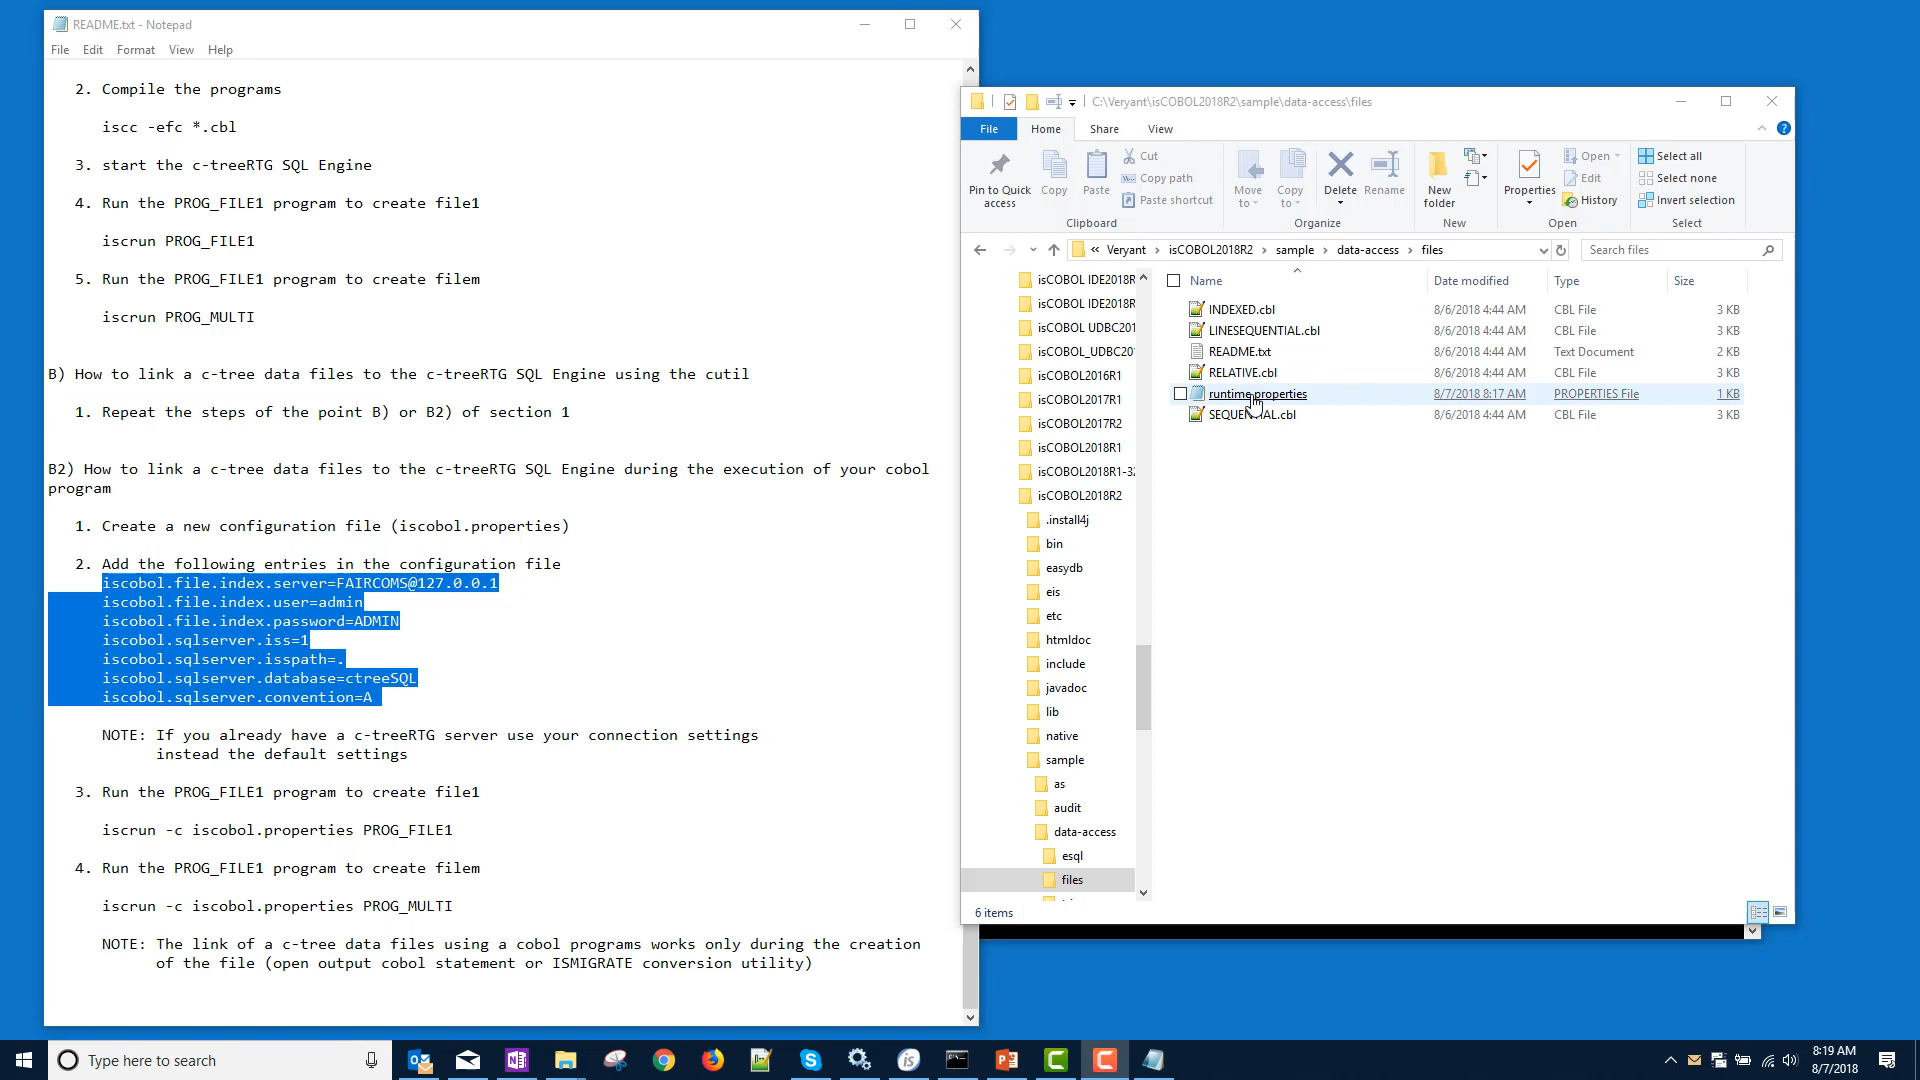 README.txt - Notepad
File Edit Format View Help
2. Compile the programs
iscc -efc *.cbl
3. start the c-treeRTG SQL Engine
4. Run the PROG_FILE1 program to create file1
iscrun PROG_FILE1
5. Run the PROG_FILE1 program to create filem
iscrun PROG_MULTI
B) How to link a c-tree data files to the c-treeRTG SQL Engine using the cutil
1. Repeat the steps of the point B) or B2) of section 1
B2) How to link a c-tree data files to the c-treeRTG SQL Engine during the execution of your cobol
program
1. Create a new configuration file (iscobol.properties)
2. Add the following entries in the configuration file
iscobol.file.index.server=FAIRCOMS@127.0.0.1
iscobol.file.index.user=admin
iscobol.file.index.password=ADMIN
iscobol.sqlserver.iss=1
iscobol.sqlserver.isspath=.
iscobol.sqlserver.database=ctreeSQL
iscobol.sqlserver.convention=A
NOTE: If you already have a c-treeRTG server use your connection settings
instead the default settings
3. Run the PROG_FILE1 program to create file1
iscrun -c iscobol.properties PROG_FILE1
4. Run the PROG_FILE1 program to create filem
iscrun -c iscobol.properties PROG_MULTI
NOTE: The link of a c-tree data files using a cobol programs works only during the creation
of the file (open output cobol statement or ISMIGRATE conversion utility)
C:\Veryant\isCOBOL2018R2\sample\data-access\files
File Home Share View
Pin to Quick access
Copy
Paste
Cut
Copy path
Paste shortcut
Clipboard
Move to
Copy to
Delete
Rename
Organize
New folder
New
Properties
Open
Edit
History
Open
Select all
Select none
Invert selection
Select
« Veryant › isCOBOL2018R2 › sample › data-access › files
Search files
isCOBOL IDE2018R
isCOBOL IDE2018R
isCOBOL UDBC201
isCOBOL_UDBC20
isCOBOL2016R1
isCOBOL2017R1
isCOBOL2017R2
isCOBOL2018R1
isCOBOL2018R1-32
isCOBOL2018R2
.install4j
bin
easydb
eis
etc
htmldoc
include
javadoc
lib
native
sample
as
audit
data-access
esql
files
Name Date modified Type Size
INDEXED.cbl 8/6/2018 4:44 AM CBL File 3 KB
LINESEQUENTIAL.cbl 8/6/2018 4:44 AM CBL File 3 KB
README.txt 8/6/2018 4:44 AM Text Document 2 KB
RELATIVE.cbl 8/6/2018 4:44 AM CBL File 3 KB
runtime.properties 8/7/2018 8:17 AM PROPERTIES File 1 KB
SEQUENTIAL.cbl 8/6/2018 4:44 AM CBL File 3 KB
6 items
Type here to search
8:19 AM
8/7/2018